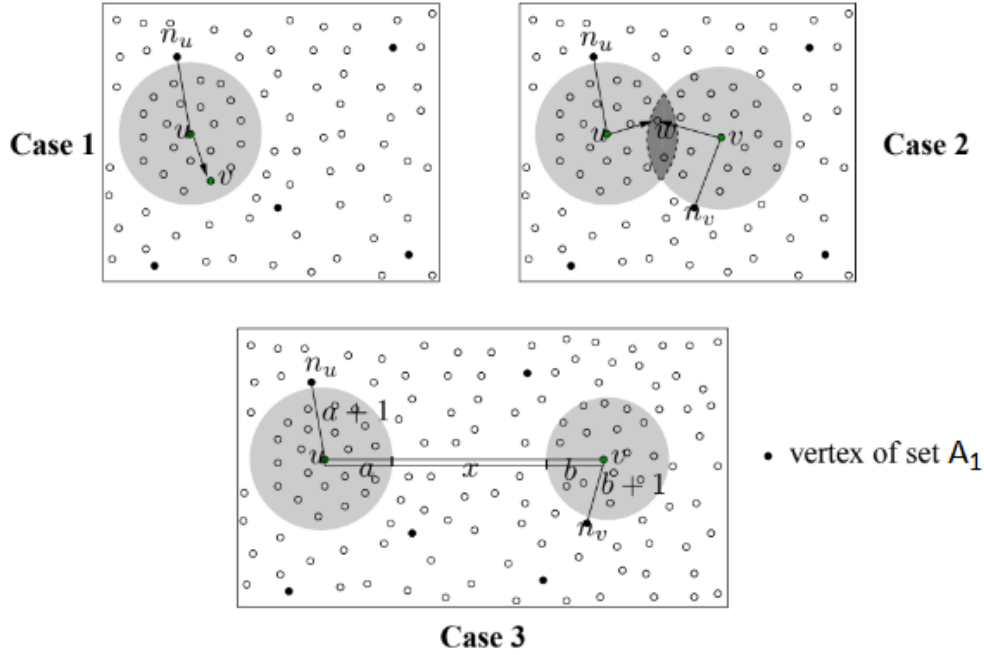 n_u
u
v
Case 1
n_u
u
w
v
n_v
Case 2
n_u
a + 1
u
a
x
b
v
b + 1
n_v
• vertex of set A₁
Case 3